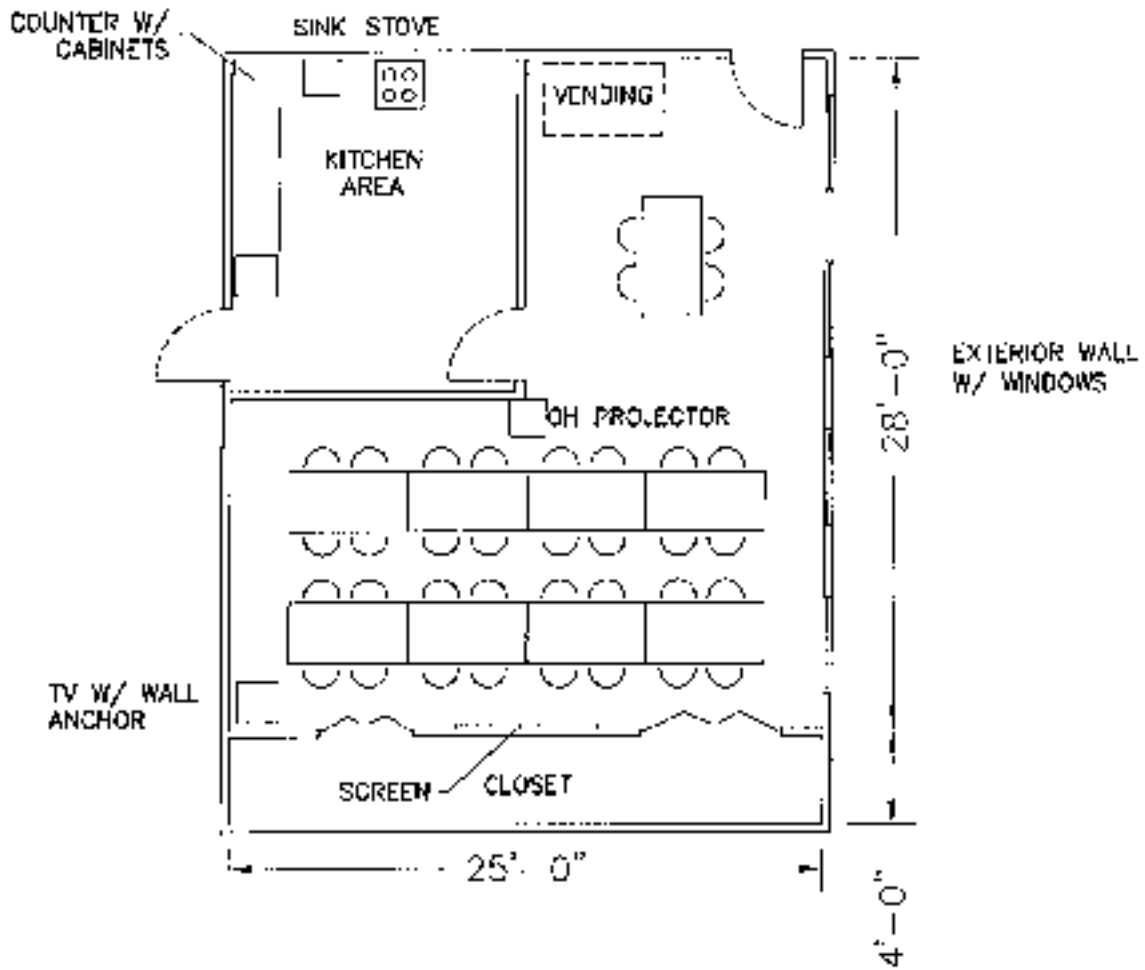 COUNTER W/
CABINETS
SINK STOVE
VENDING
KITCHEN
AREA
28'-0"
EXTERIOR WALL
W/ WINDOWS
OH PROJECTOR
TV W/ WALL
ANCHOR
SCREEN
CLOSET
25'-0"
4'-0"